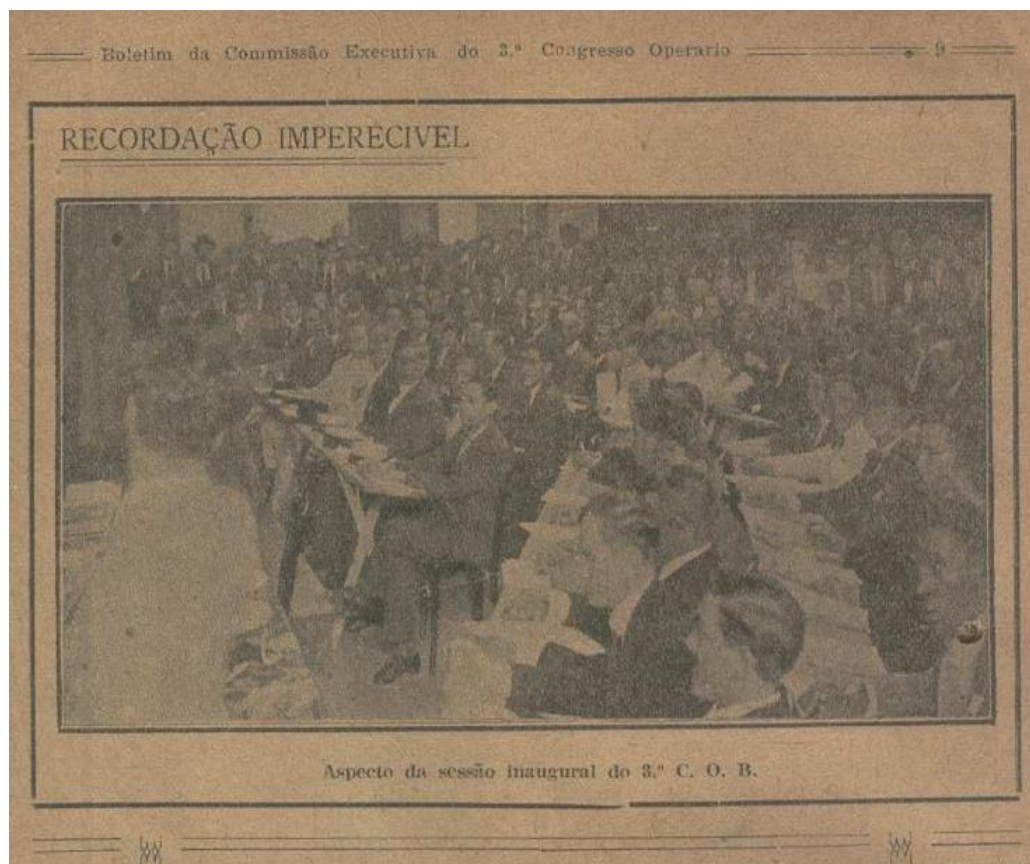 Boletim da Commissão Executiva do 3.º Congresso Operario 9
RECORDAÇÃO IMPERECIVEL
Aspecto da sessão inaugural do 3.º C. O. B.